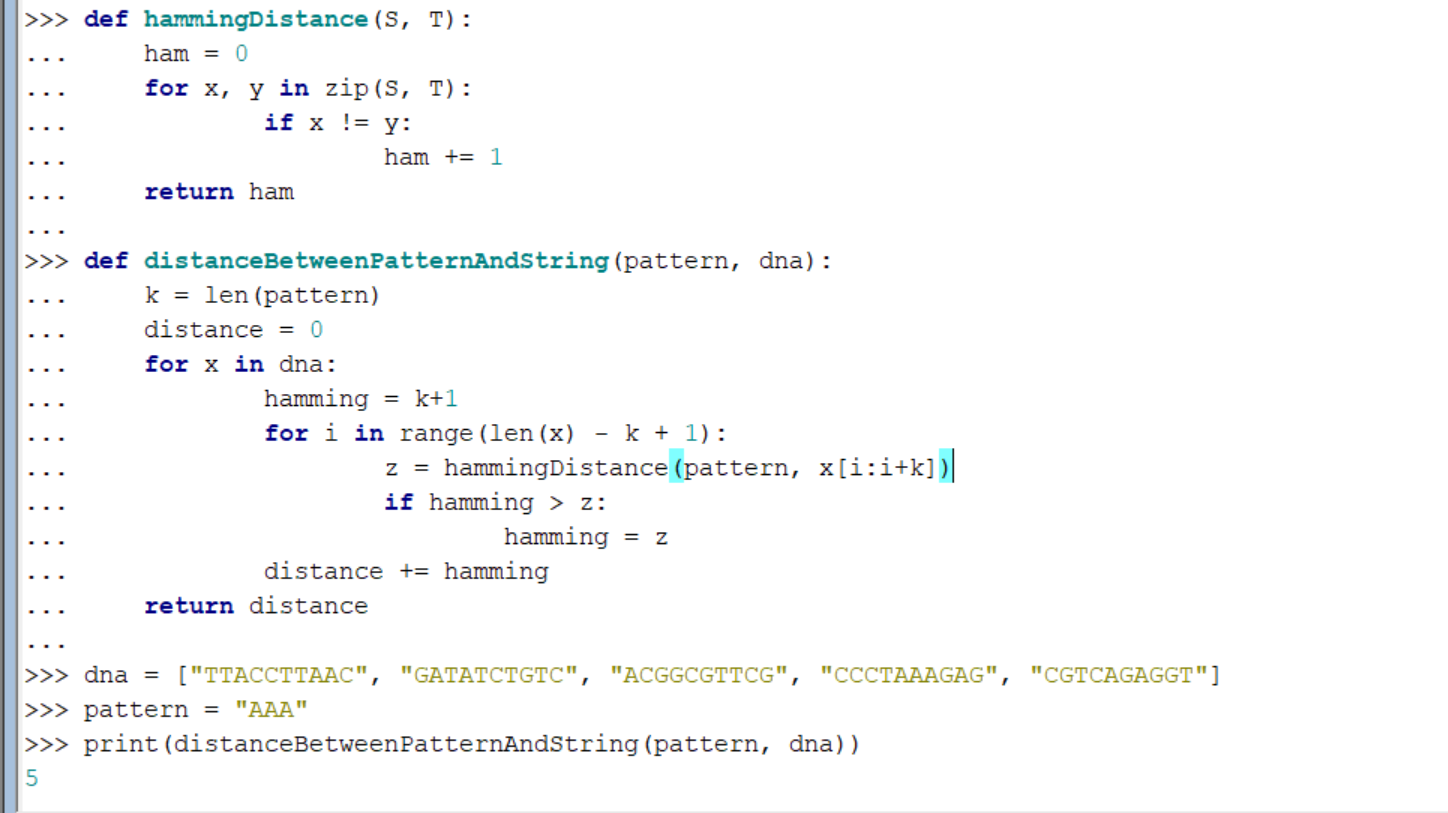 >>> def hammingDistance(S, T):
...     ham = 0
...     for x, y in zip(S, T):
...             if x != y:
...                     ham += 1
...     return ham
...
>>> def distanceBetweenPatternAndString(pattern, dna):
...     k = len(pattern)
...     distance = 0
...     for x in dna:
...             hamming = k+1
...             for i in range(len(x) - k + 1):
...                     z = hammingDistance(pattern, x[i:i+k])
...                     if hamming > z:
...                             hamming = z
...             distance += hamming
...     return distance
...
>>> dna = ["TTACCTTAAC", "GATATCTGTC", "ACGGCGTTCG", "CCCTAAAGAG", "CGTCAGAGGT"]
>>> pattern = "AAA"
>>> print(distanceBetweenPatternAndString(pattern, dna))
5